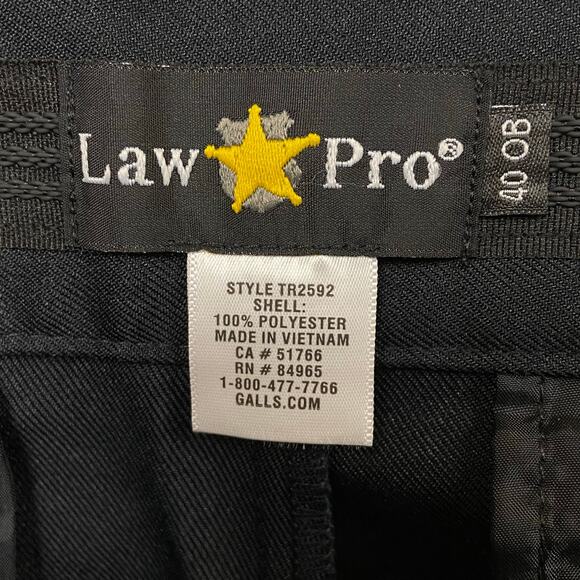 Law Pro®
40 OB
STYLE TR2592
SHELL:
100% POLYESTER
MADE IN VIETNAM
CA # 51766
RN # 84965
1-800-477-7766
GALLS.COM